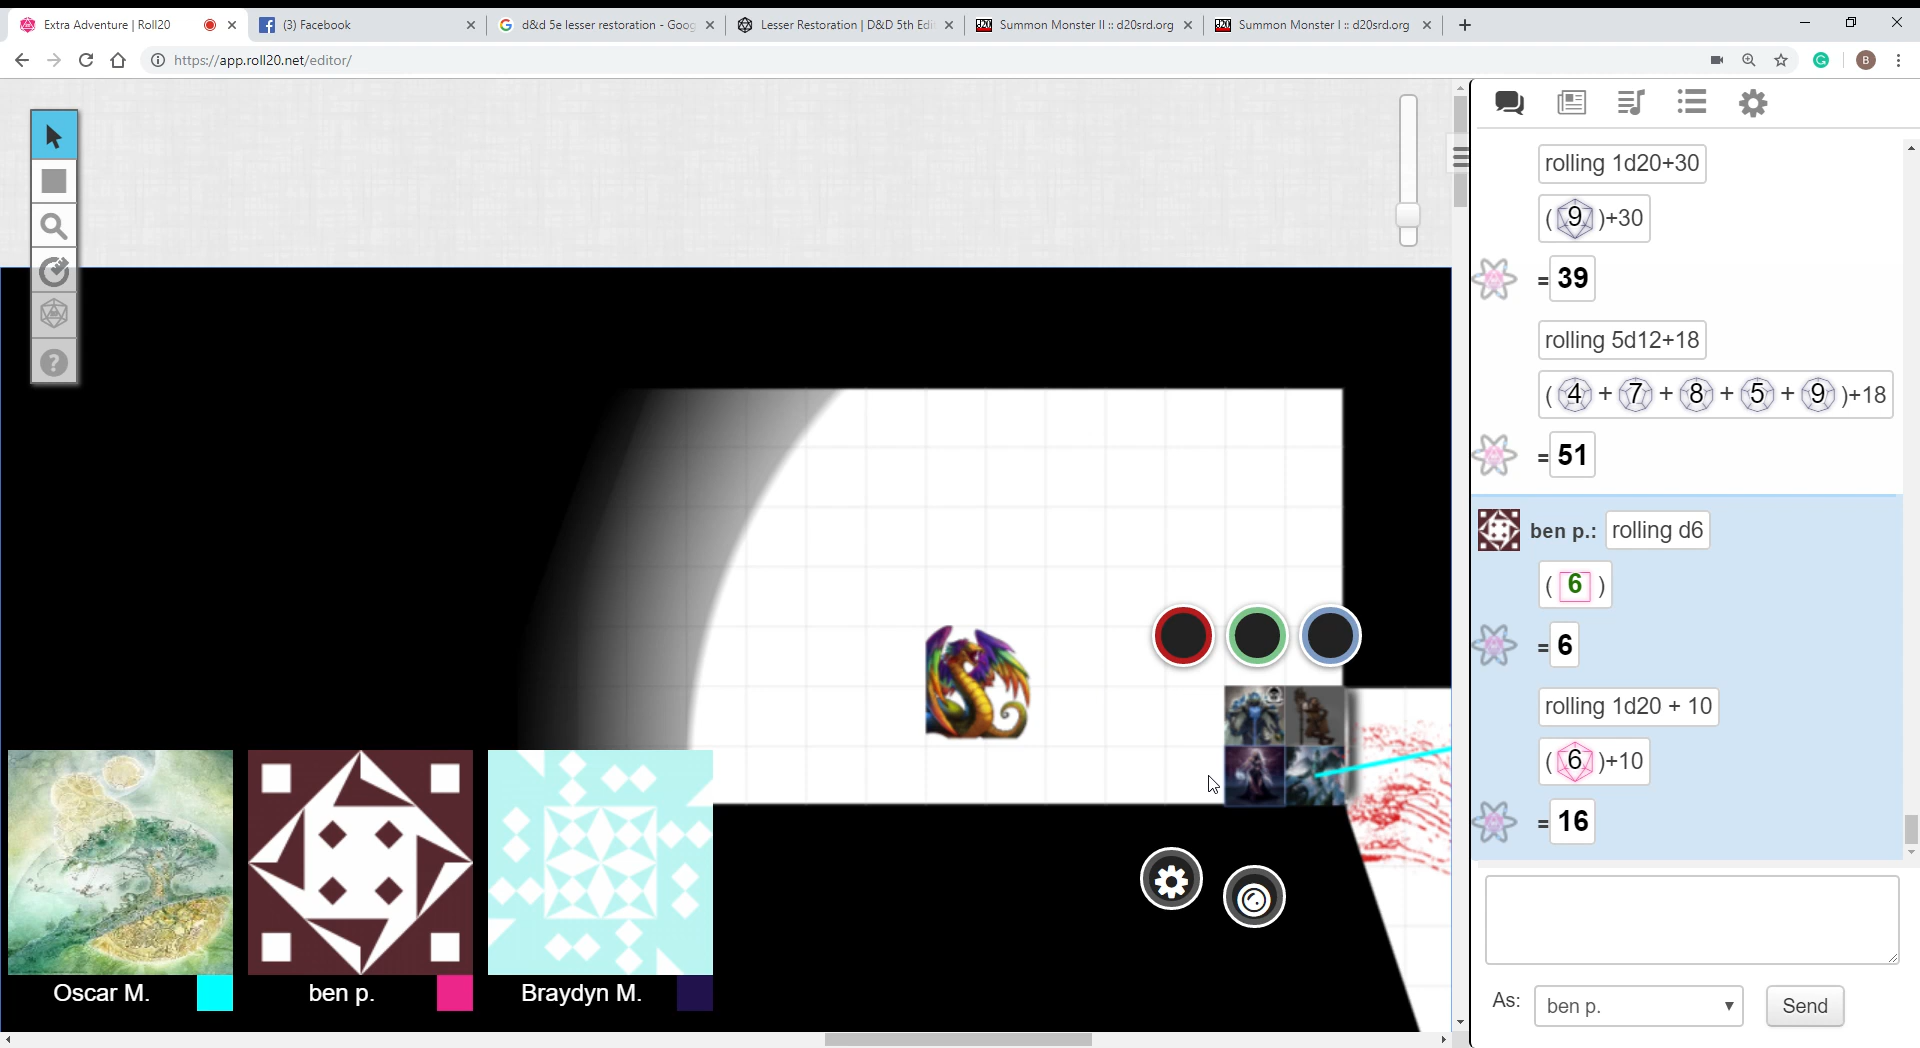 Extra Adventure | Roll20
(3) Facebook
d&d 5e lesser restoration - Goog
Lesser Restoration | D&D 5th Edi
Summon Monster II :: d20srd.org
Summon Monster I :: d20srd.org
https://app.roll20.net/editor/
B
rolling 1d20+30
(9)+30
=39
rolling 5d12+18
(4+7+8+5+9)+18
=51
ben p.: rolling d6
(6)
=6
rolling 1d20 + 10
(6)+10
=16
Oscar M.
ben p.
Braydyn M.
As: ben p. Send